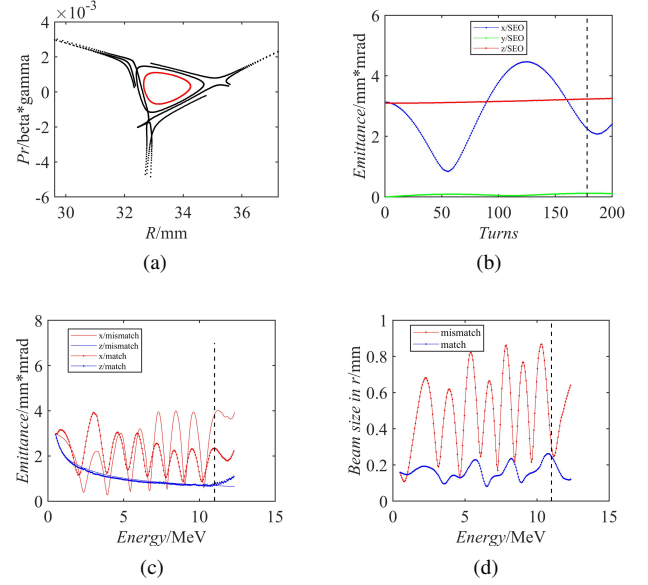 ×10⁻³
4
2
0
-2
-4
-6
Pr/beta*gamma
30 32 34 36
R/mm
(a)
6
4
2
0
Emittance/mm*mrad
x/SEO
y/SEO
z/SEO
0 50 100 150 200
Turns
(b)
8
6
4
2
0
Emittance/mm*mrad
x/mismatch
z/mismatch
x/match
z/match
0 5 10 15
Energy/MeV
(c)
1
0.8
0.6
0.4
0.2
0
Beam size in r/mm
mismatch
match
0 5 10 15
Energy/MeV
(d)